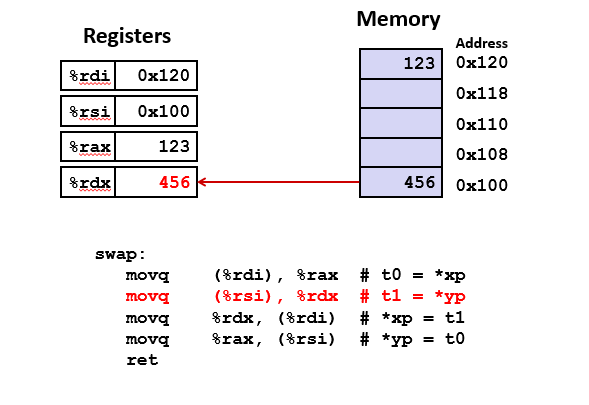 Registers
%rdi 0x120
%rsi 0x100
%rax 123
%rdx 456
Memory
Address
123 0x120
0x118
0x110
0x108
456 0x100
swap:
movq (%rdi), %rax # t0 = *xp
movq (%rsi), %rdx # t1 = *yp
movq %rdx, (%rdi) # *xp = t1
movq %rax, (%rsi) # *yp = t0
ret